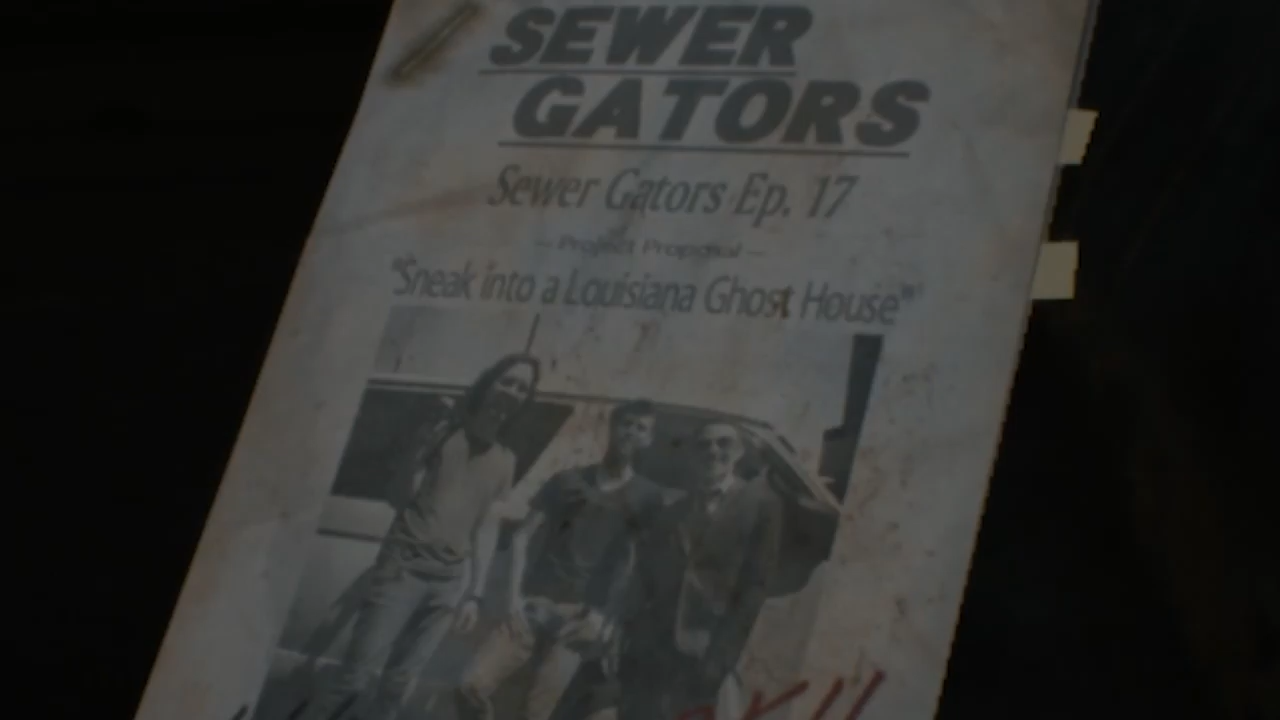 SEWER
GATORS
Sewer Gators Ep. 17
— Project Proposal —
"Sneak into a Louisiana Ghost House"